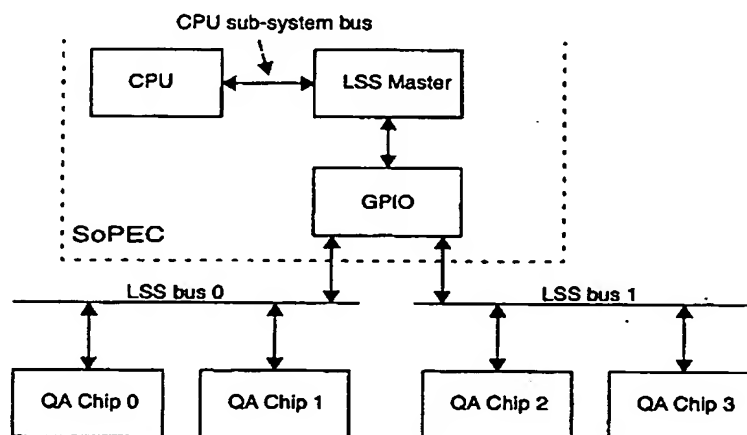 CPU sub-system bus
CPU
LSS Master
GPIO
SoPEC
LSS bus 0
LSS bus 1
QA Chip 0
QA Chip 1
QA Chip 2
QA Chip 3